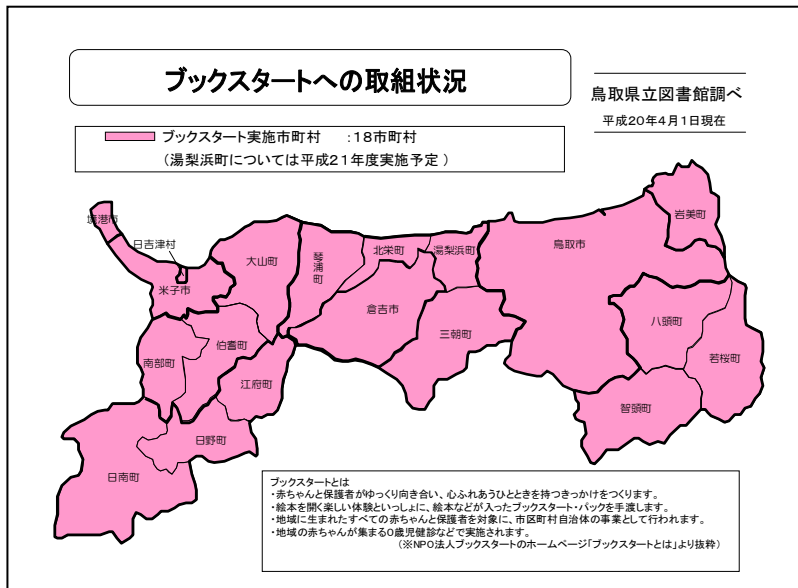 ブックスタートへの取組状況
鳥取県立図書館調べ
平成20年4月1日現在
ブックスタート実施市町村　：18市町村
（湯梨浜町については平成21年度実施予定）
境港市
日吉津村
米子市
大山町
琴浦町
北栄町
湯梨浜町
鳥取市
岩美町
倉吉市
三朝町
八頭町
若桜町
智頭町
南部町
伯耆町
江府町
日野町
日南町
ブックスタートとは
・赤ちゃんと保護者がゆっくり向き合い、心ふれあうひとときを持つきっかけをつくります。
・絵本を開く楽しい体験といっしょに、絵本などが入ったブックスタート・パックを手渡します。
・地域に生まれたすべての赤ちゃんと保護者を対象に、市区町村自治体の事業として行われます。
・地域の赤ちゃんが集まる0歳児健診などで実施されます。
（※NPO法人ブックスタートのホームページ「ブックスタートとは」より抜粋）